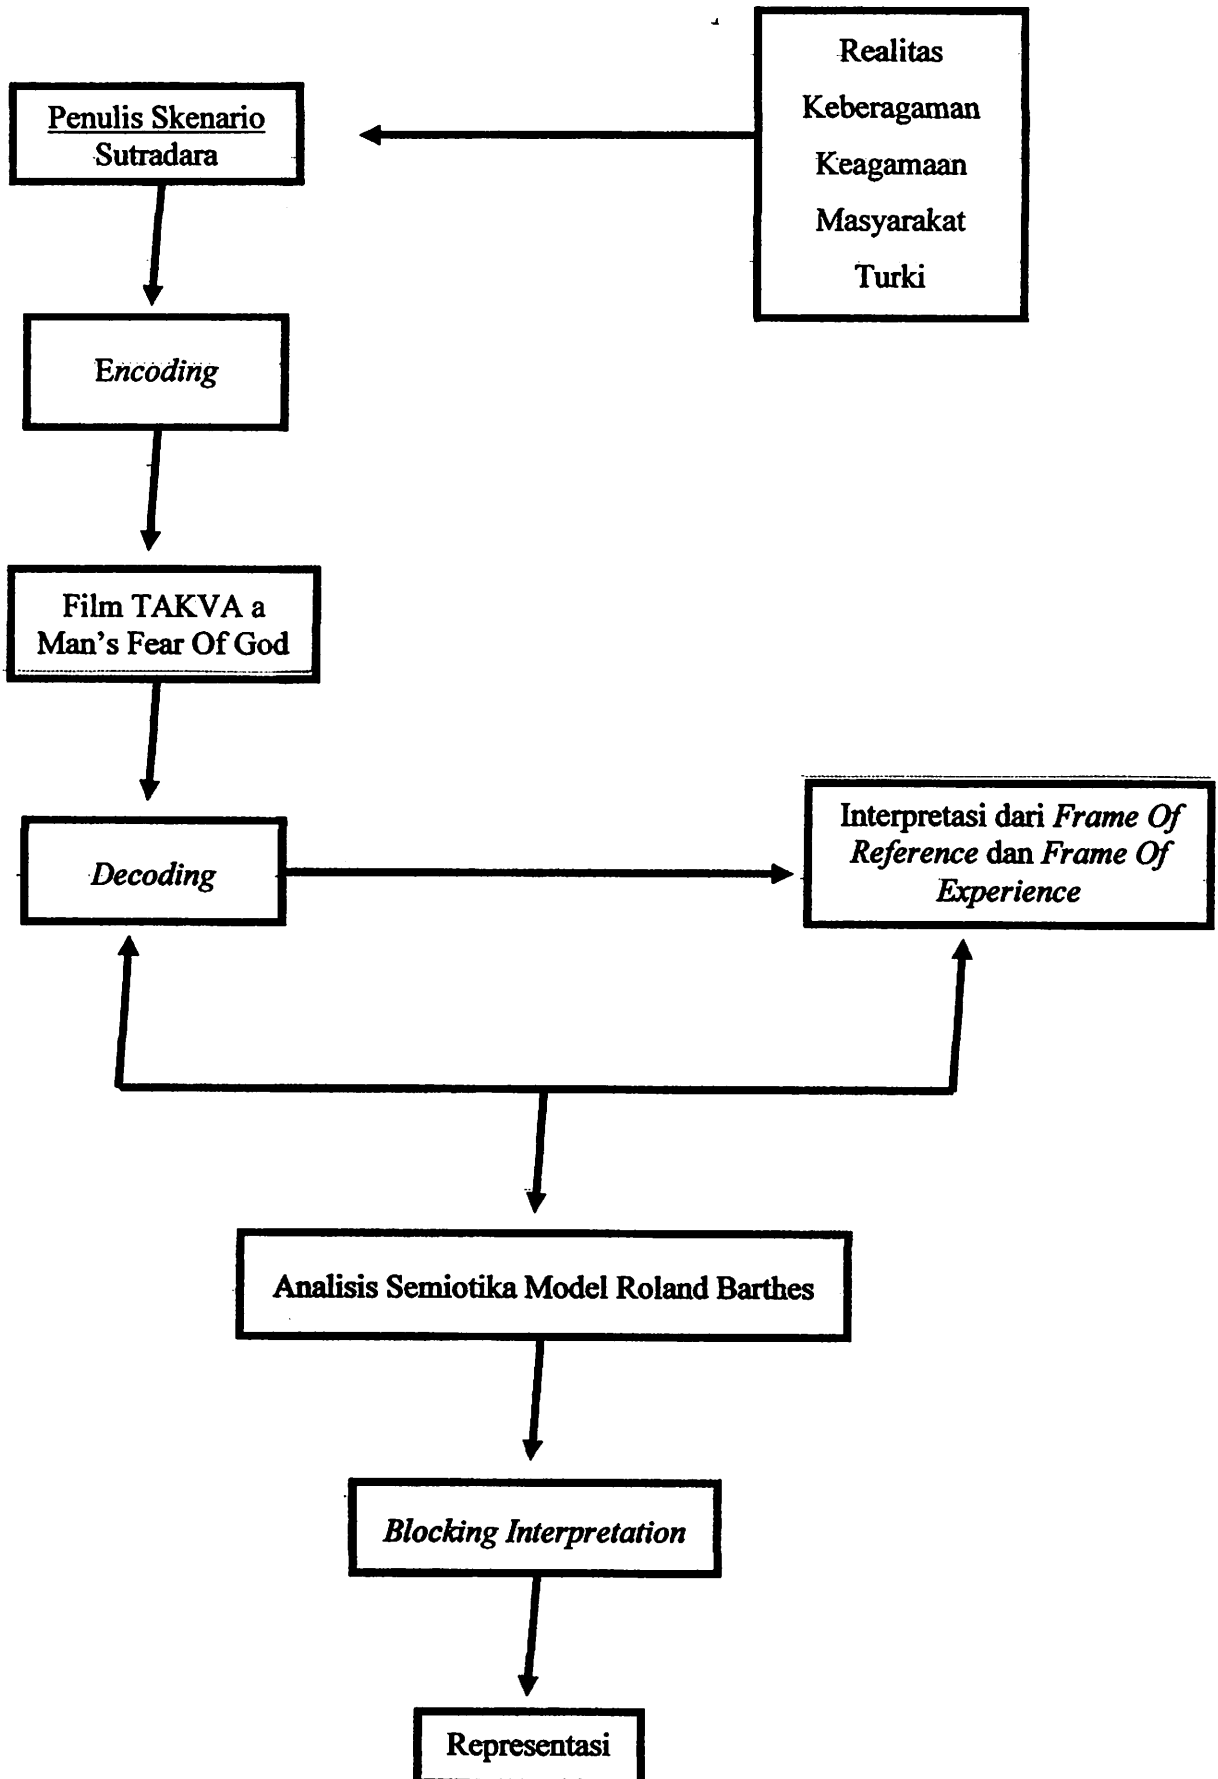 Realitas
Keberagaman
Keagamaan
Masyarakat
Turki
Penulis Skenario
Sutradara
Encoding
Film TAKVA a
Man's Fear Of God
Decoding
Interpretasi dari Frame Of
Reference dan Frame Of
Experience
Analisis Semiotika Model Roland Barthes
Blocking Interpretation
Representasi